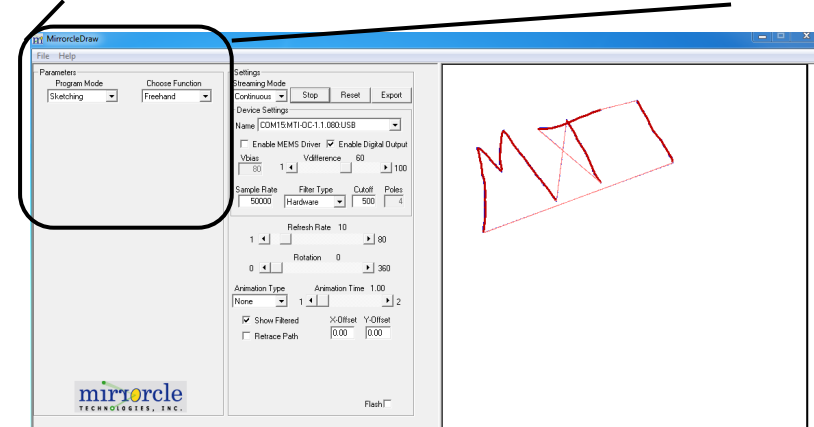 MirrorcleDraw
File Help
Parameters
Program Mode Choose Function
Sketching Freehand
Settings
Streaming Mode
Continuous Stop Reset Export
Device Settings
Name COM15:MTI-OC-1.1.080:USB
Enable MEMS Driver Enable Digital Output
Vbias Vdifference 60
80 1 100
Sample Rate Filter Type Cutoff Poles
50000 Hardware 500 4
Refresh Rate 10
1 80
Rotation 0
0 360
Animation Type Animation Time 1.00
None 1 2
Show Filtered X-Offset Y-Offset
Retrace Path 0.00 0.00
Flash
mirrorcle
TECHNOLOGIES, INC.
MTI